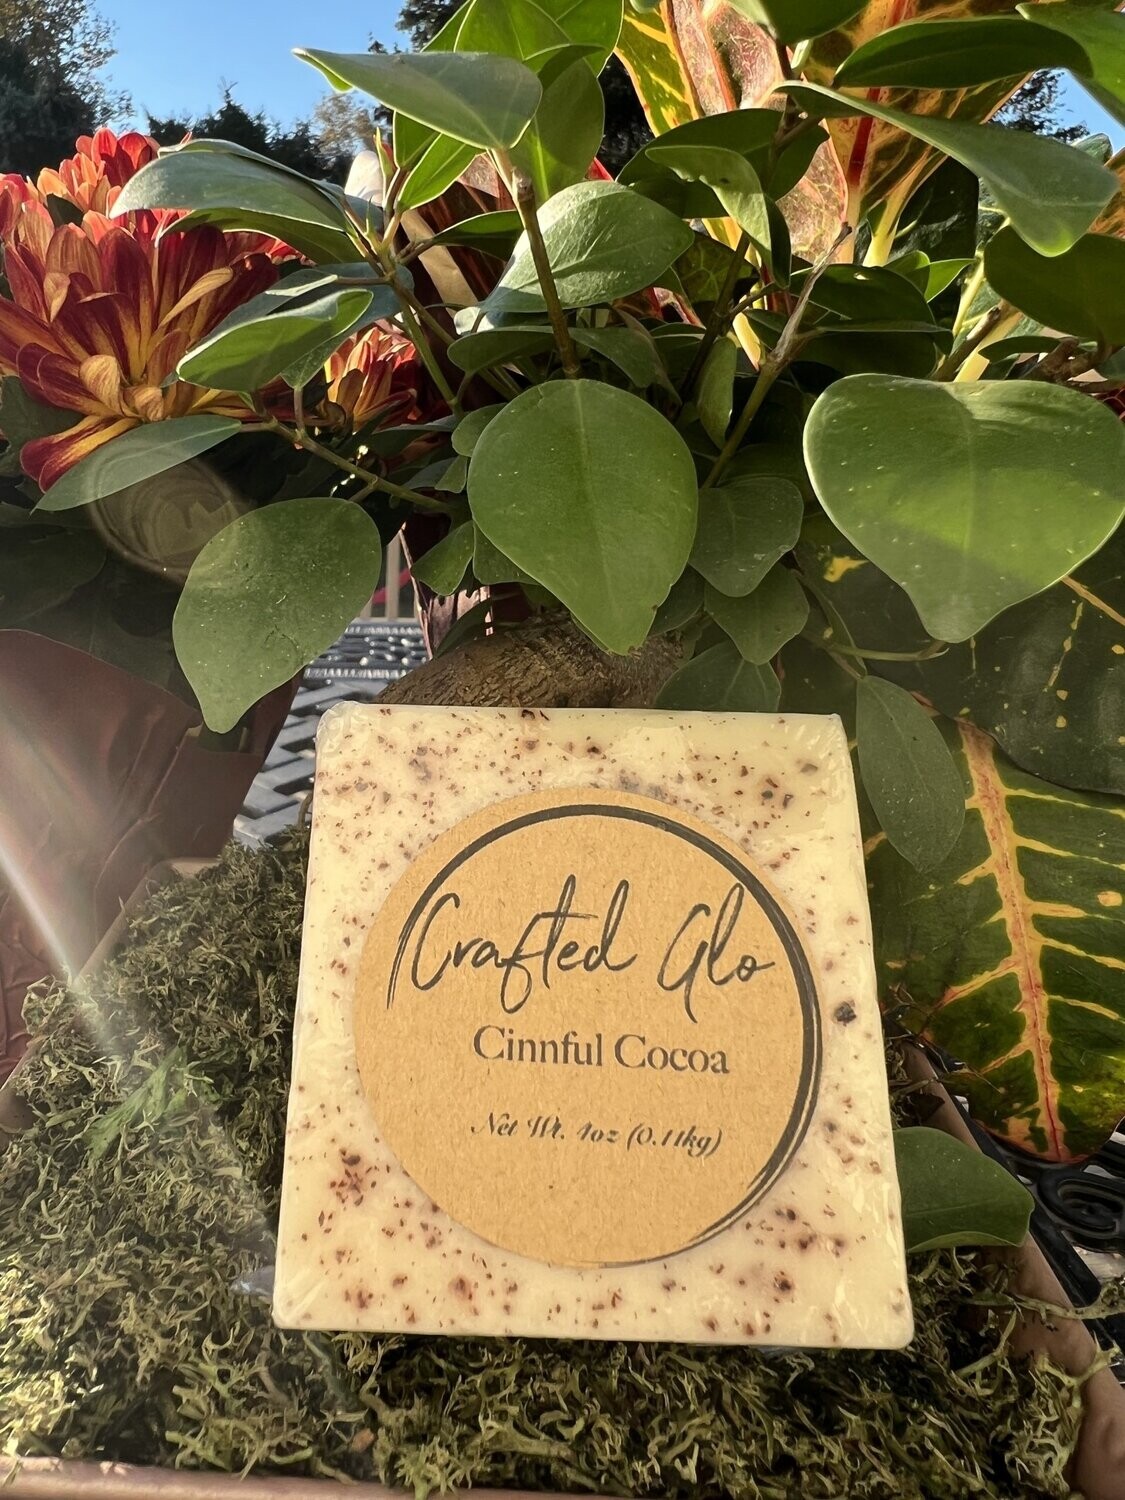 Crafted Glo
Cinnful Cocoa
Net Wt. 4oz (0.11kg)